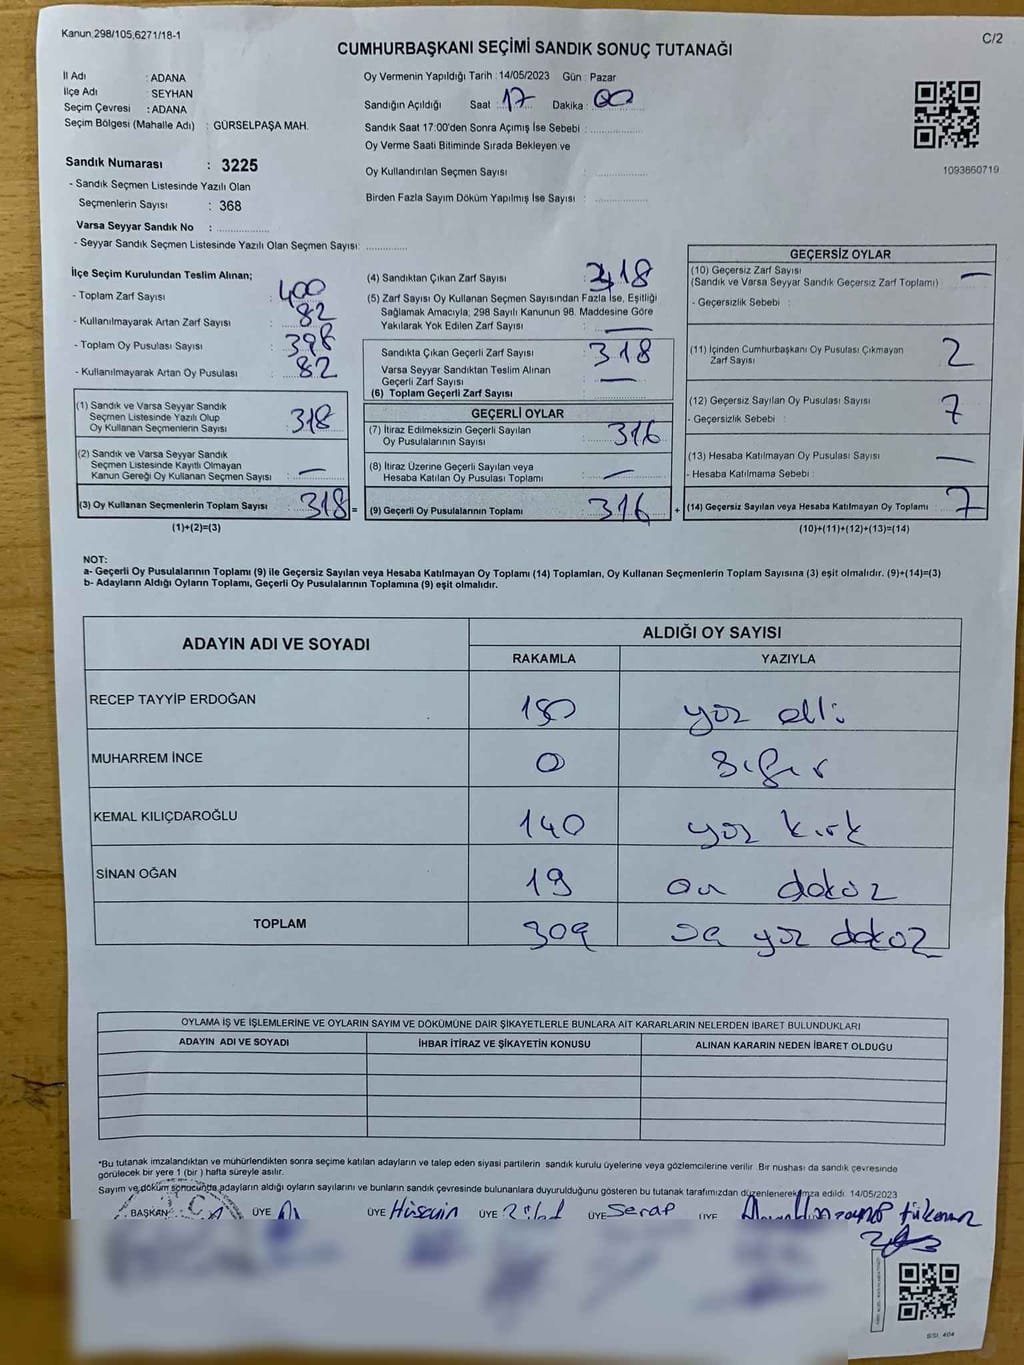 Kanun 298/105,6271/18-1
C/2
CUMHURBAŞKANI SEÇİMİ SANDIK SONUÇ TUTANAĞI
İl Adı : ADANA
İlçe Adı : SEYHAN
Seçim Çevresi : ADANA
Seçim Bölgesi (Mahalle Adı) : GÜRSELPAŞA MAH.
Sandık Numarası : 3225
- Sandık Seçmen Listesinde Yazılı Olan
Seçmenlerin Sayısı : 368
Varsa Seyyar Sandık No :
- Seyyar Sandık Seçmen Listesinde Yazılı Olan Seçmen Sayısı:
Oy Vermenin Yapıldığı Tarih : 14/05/2023 Gün : Pazar
Sandığın Açıldığı Saat : 17 Dakika : 00
Sandık Saat 17:00'den Sonra Açımış İse Sebebi :
Oy Verme Saati Bitiminde Sırada Bekleyen ve
Oy Kullandırılan Seçmen Sayısı :
Birden Fazla Sayım Döküm Yapılmış İse Sayısı :
1093660719
İlçe Seçim Kurulundan Teslim Alınan;
- Toplam Zarf Sayısı : 400
- Kullanılmayarak Artan Zarf Sayısı : 82
- Toplam Oy Pusulası Sayısı : 398
- Kullanılmayarak Artan Oy Pusulası : 82
(1) Sandık ve Varsa Seyyar Sandık
Seçmen Listesinde Yazılı Olup
Oy Kullanan Seçmenlerin Sayısı : 318
(2) Sandık ve Varsa Seyyar Sandık
Seçmen Listesinde Kayıtlı Olmayan
Kanun Gereği Oy Kullanan Seçmen Sayısı : —
(3) Oy Kullanan Seçmenlerin Toplam Sayısı : 318 =
(1)+(2)=(3)
(4) Sandıktan Çıkan Zarf Sayısı : 318
(5) Zarf Sayısı Oy Kullanan Seçmen Sayısından Fazla İse, Eşitliği
Sağlamak Amacıyla; 298 Sayılı Kanunun 98. Maddesine Göre
Yakılarak Yok Edilen Zarf Sayısı : —
Sandıkta Çıkan Geçerli Zarf Sayısı : 318
Varsa Seyyar Sandıktan Teslim Alınan
Geçerli Zarf Sayısı : —
(6) Toplam Geçerli Zarf Sayısı :
GEÇERLİ OYLAR
(7) İtiraz Edilmeksizin Geçerli Sayılan
Oy Pusulalarının Sayısı : 316
(8) İtiraz Üzerine Geçerli Sayılan veya
Hesaba Katılan Oy Pusulası Toplamı : —
(9) Geçerli Oy Pusulalarının Toplamı : 316 +
GEÇERSİZ OYLAR
(10) Geçersiz Zarf Sayısı —
(Sandık ve Varsa Seyyar Sandık Geçersiz Zarf Toplamı) :
- Geçersizlik Sebebi :
(11) İçinden Cumhurbaşkanı Oy Pusulası Çıkmayan
Zarf Sayısı : 2
(12) Geçersiz Sayılan Oy Pusulası Sayısı : 7
- Geçersizlik Sebebi :
(13) Hesaba Katılmayan Oy Pusulası Sayısı : —
- Hesaba Katılmama Sebebi :
(14) Geçersiz Sayılan veya Hesaba Katılmayan Oy Toplamı : 7
(10)+(11)+(12)+(13)=(14)
NOT:
a- Geçerli Oy Pusulalarının Toplamı (9) ile Geçersiz Sayılan veya Hesaba Katılmayan Oy Toplamı (14) Toplamları, Oy Kullanan Seçmenlerin Toplam Sayısına (3) eşit olmalıdır. (9)+(14)=(3)
b- Adayların Aldığı Oyların Toplamı, Geçerli Oy Pusulalarının Toplamına (9) eşit olmalıdır.
ADAYIN ADI VE SOYADI ALDIĞI OY SAYISI
RAKAMLA YAZIYLA
RECEP TAYYİP ERDOĞAN 150 yüz elli
MUHARREM İNCE 0 Sıfır
KEMAL KILIÇDAROĞLU 140 yüz kırk
SİNAN OĞAN 19 on dokuz
TOPLAM 309 yüz dokuz
OYLAMA İŞ VE İŞLEMLERİNE VE OYLARIN SAYIM VE DÖKÜMÜNE DAİR ŞİKAYETLERLE BUNLARA AİT KARARLARIN NELERDEN İBARET BULUNDUKLARI
ADAYIN ADI VE SOYADI İHBAR İTİRAZ VE ŞİKAYETİN KONUSU ALINAN KARARIN NEDEN İBARET OLDUĞU
*Bu tutanak imzalandıktan ve mühürlendikten sonra seçime katılan adayların ve talep eden siyasi partilerin sandık kurulu üyelerine veya gözlemcilerine verilir. Bir nüshası da sandık çevresinde
görülecek bir yere 1 (bir) hafta süreyle asılır.
Sayım ve döküm sonucunda adayların aldığı oyların sayılarını ve bunların sandık çevresinde bulunanlara duyurulduğunu gösteren bu tutanak tarafımızdan düzenlenerek imza edildi. 14/05/2023
BAŞKAN ÜYE ÜYE Hüseyin ÜYE ÜYE Serap ÜYE
SSI_404